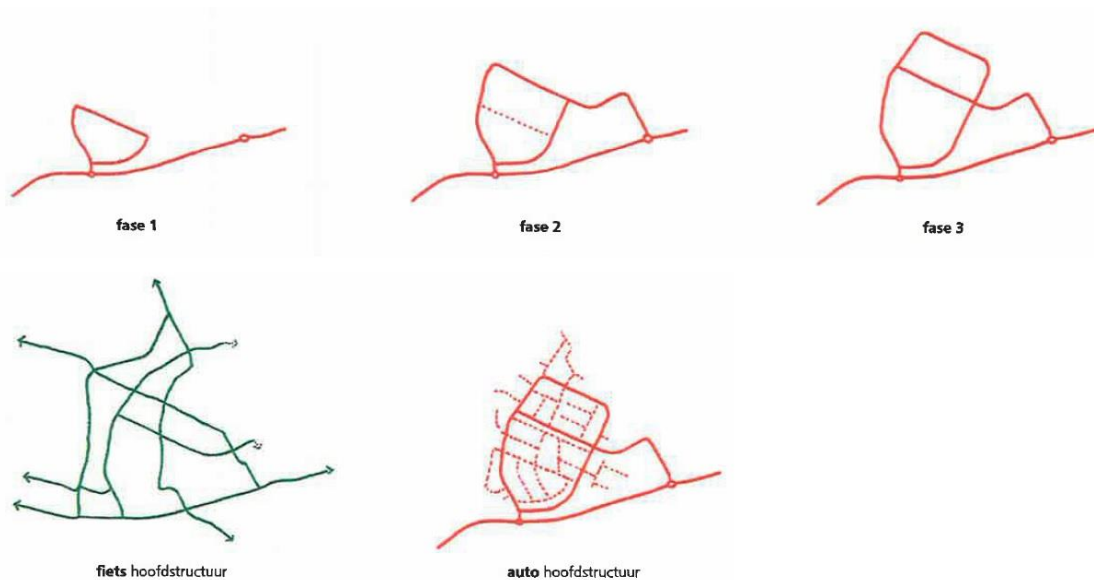 fase 1
fase 2
fase 3
fiets hoofdstructuur
auto hoofdstructuur